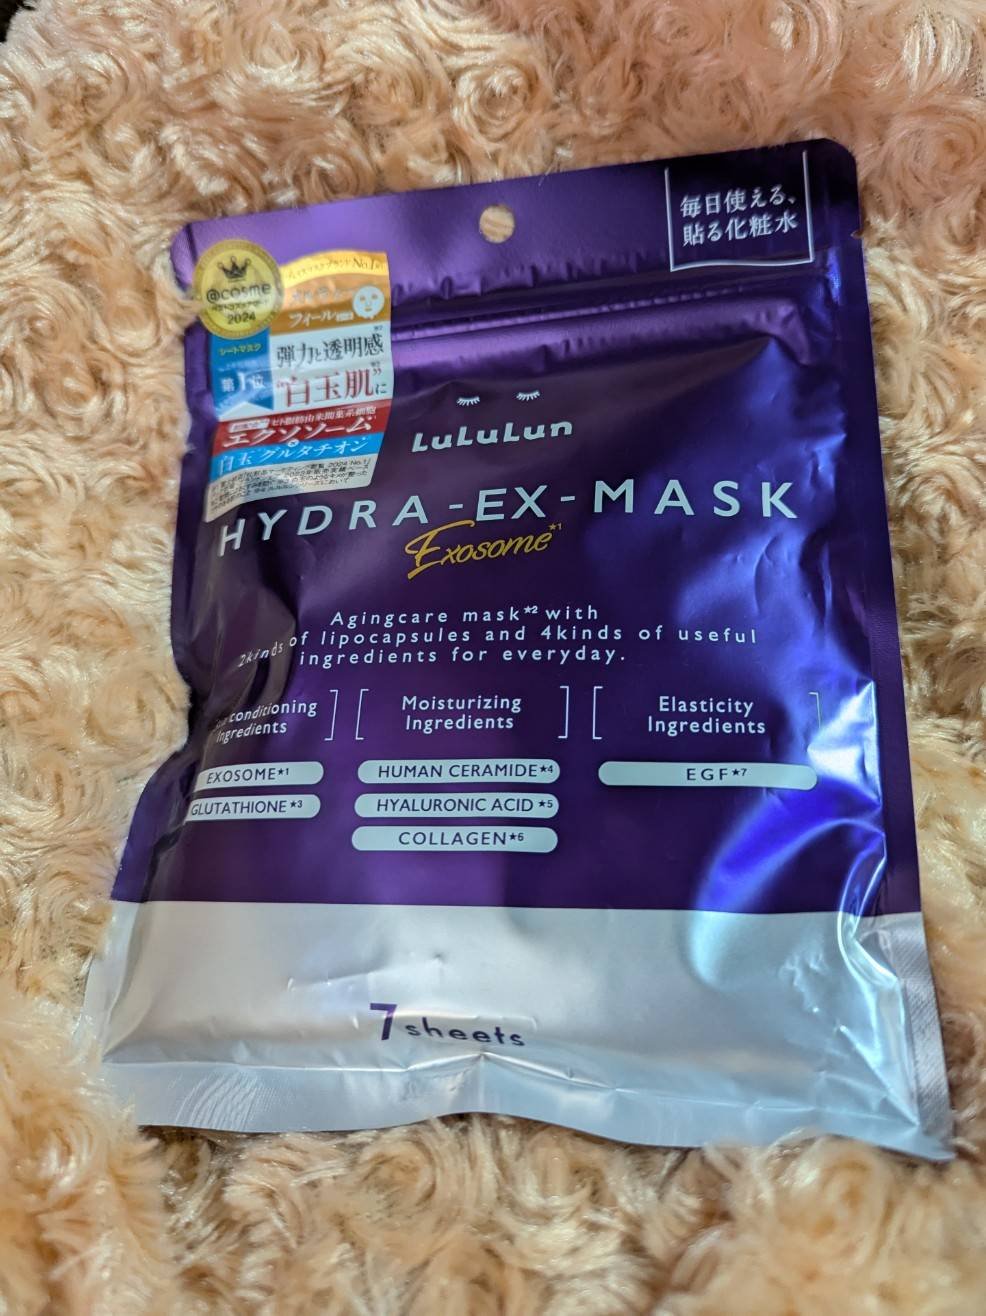 毎日使える、
貼る化粧水
@cosme
2024
フィール
シートマスク
第1位
弾力と透明感
"白玉肌"に
エクソソーム
白玉グルタチオン
LuLuLun
HYDRA-EX-MASK
Exosome★1
Agingcare mask★2 with
2kinds of lipocapsules and 4kinds of useful
ingredients for everyday.
conditioning
Ingredients
EXOSOME★1
GLUTATHIONE★3
Moisturizing
Ingredients
HUMAN CERAMIDE★4
HYALURONIC ACID★5
COLLAGEN★6
Elasticity
Ingredients
EGF★7
7 sheets